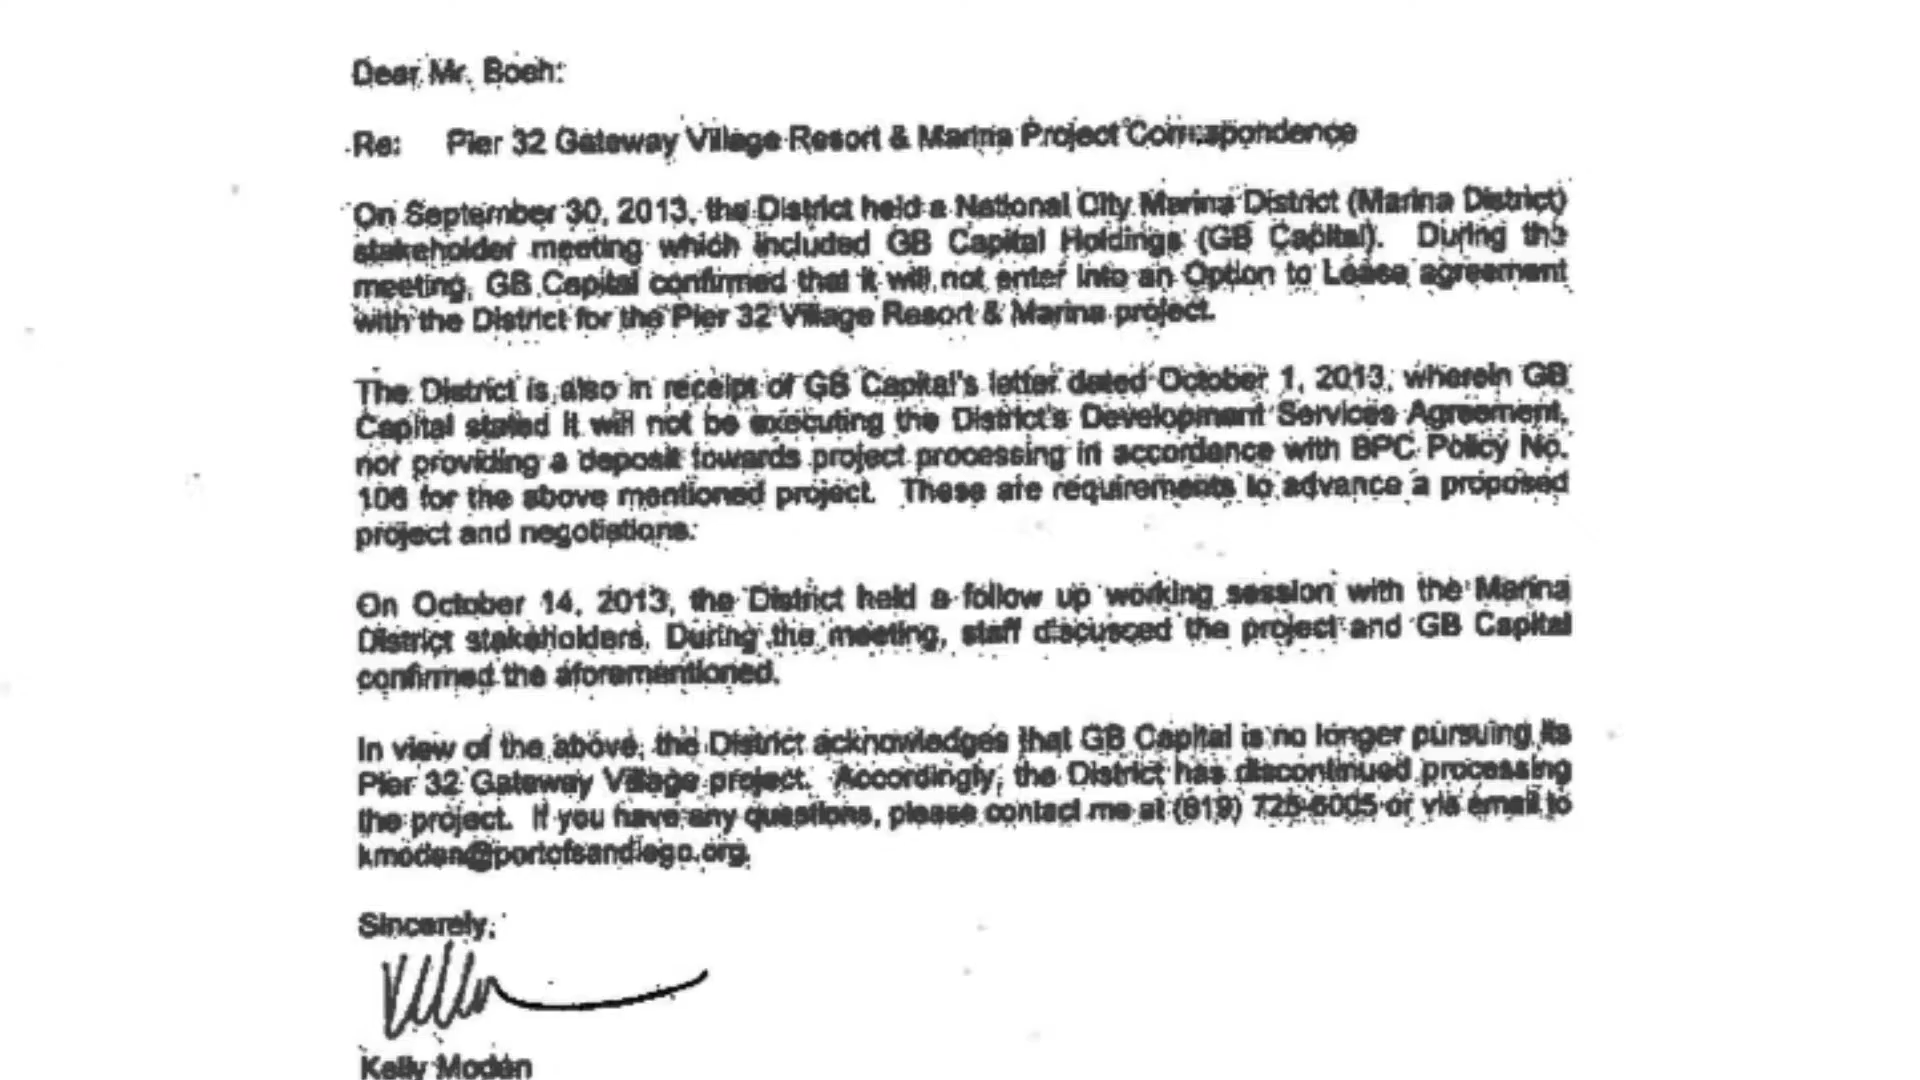 Dear Mr. Boeh:
Re: Pier 32 Gateway Village Resort & Marina Project Correspondence
On September 30, 2013, the District held a National City Marina District (Marina District)
stakeholder meeting which included GB Capital Holdings (GB Capital). During the
meeting, GB Capital confirmed that it will not enter into an Option to Lease agreement
with the District for the Pier 32 Village Resort & Marina project.
The District is also in receipt of GB Capital's letter dated October 1, 2013, wherein GB
Capital stated it will not be executing the District's Development Services Agreement,
nor providing a deposit towards project processing in accordance with BPC Policy No.
106 for the above mentioned project. These are requirements to advance a proposed
project and negotiations.
On October 14, 2013, the District held a follow up working session with the Marina
District stakeholders. During the meeting, staff discussed the project and GB Capital
confirmed the aforementioned.
In view of the above, the District acknowledges that GB Capital is no longer pursuing its
Pier 32 Gateway Village project. Accordingly, the District has discontinued processing
the project. If you have any questions, please contact me at (619) 725-6005 or via email to
kmoden@portofsandiego.org.
Sincerely,
Kelly Moden